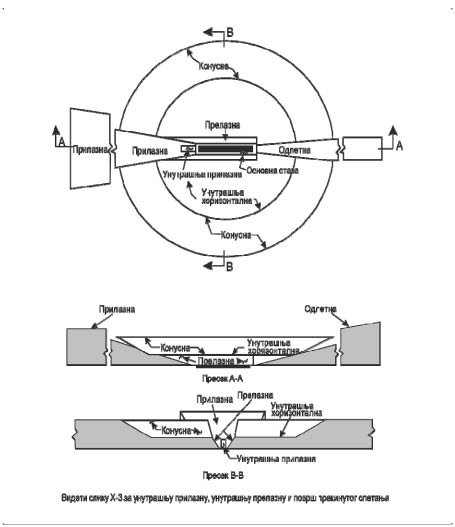 B
Конусна
Прелазна
A
Прилазна
Прилазна
Одлетна
A
Унутрашња прилазна
Основна стаза
Унутрашња
хоризонтална
Конусна
B
Прилазна
Одлетна
Конусна
Унутрашња
хоризонтална
Прелазна
Пресек A-A
Прилазна
Прелазна
Унутрашња
хоризонтална
Конусна
Унутрашња прилазна
Пресек B-B
Видети слику X-3 за унутрашњу прилазну, унутрашњу прелазну и површ прекинутог слетања